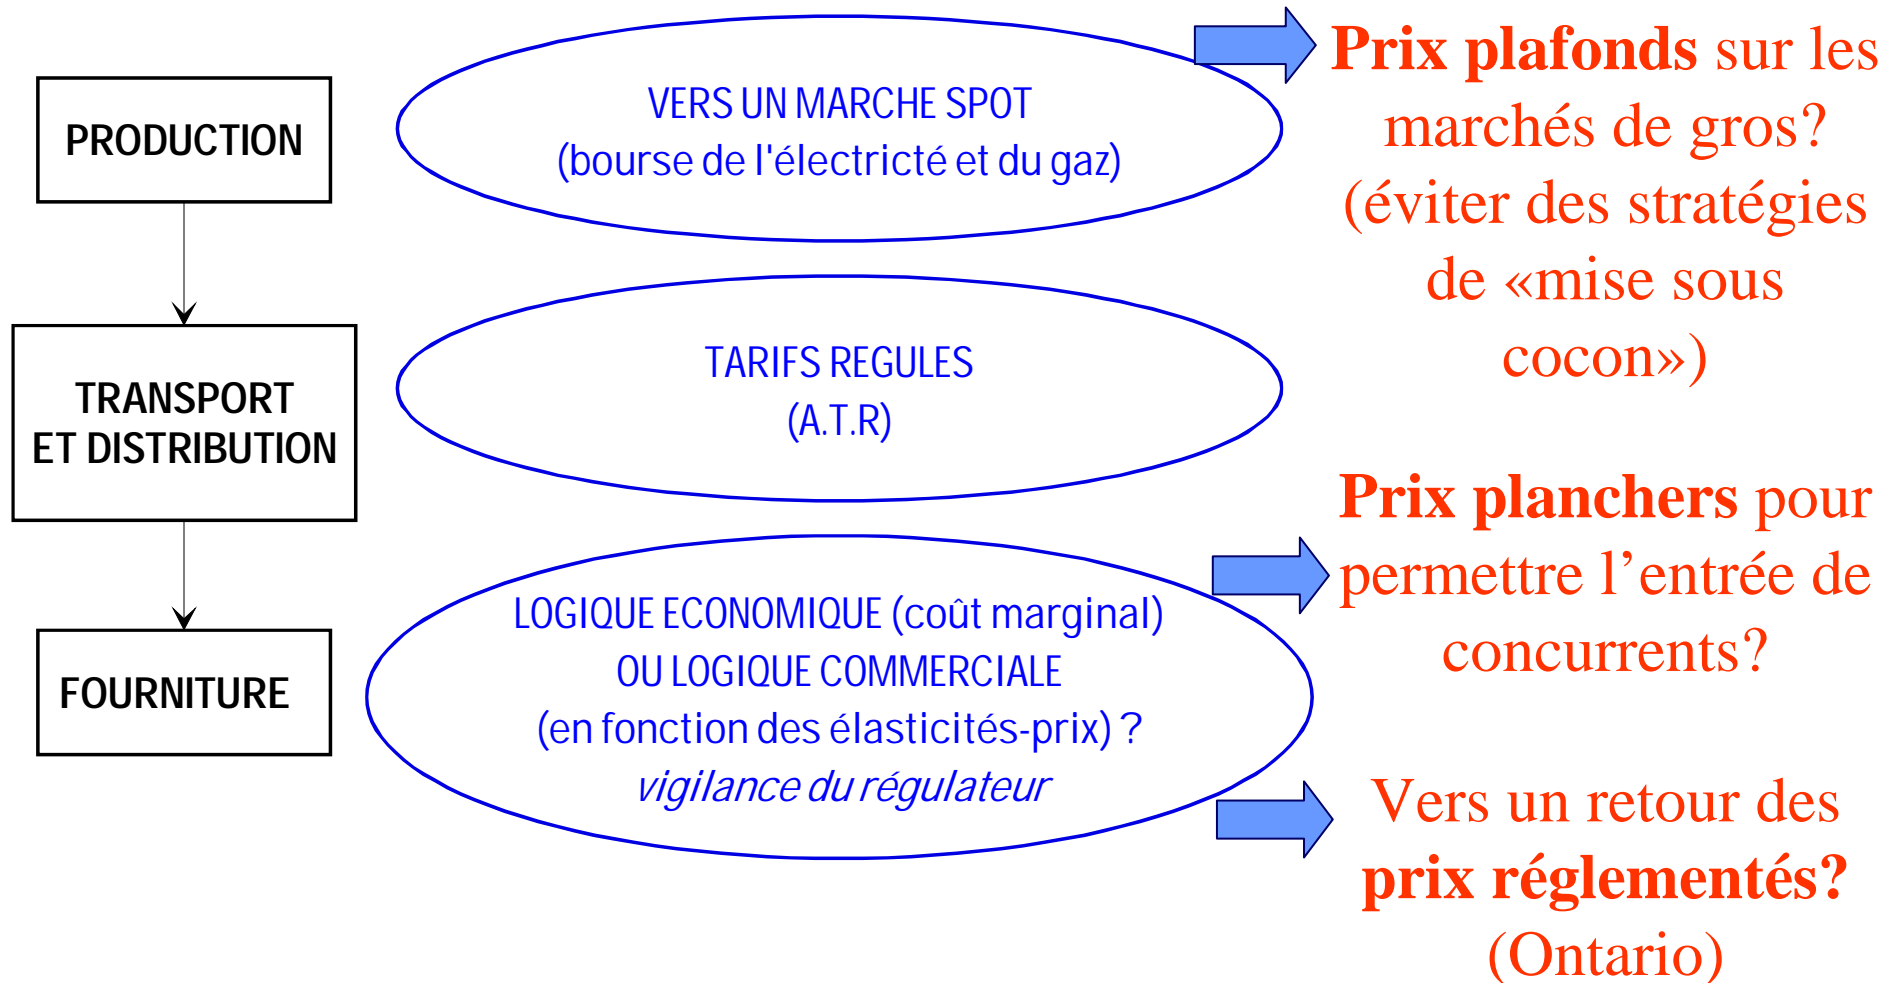 PRODUCTION
VERS UN MARCHE SPOT
(bourse de l'électricté et du gaz)
Prix plafonds sur les
marchés de gros?
(éviter des stratégies
de «mise sous
cocon»)
TRANSPORT
ET DISTRIBUTION
TARIFS REGULES
(A.T.R)
FOURNITURE
LOGIQUE ECONOMIQUE (coût marginal)
OU LOGIQUE COMMERCIALE
(en fonction des élasticités-prix) ?
vigilance du régulateur
Prix planchers pour
permettre l’entrée de
concurrents?
Vers un retour des
prix réglementés?
(Ontario)